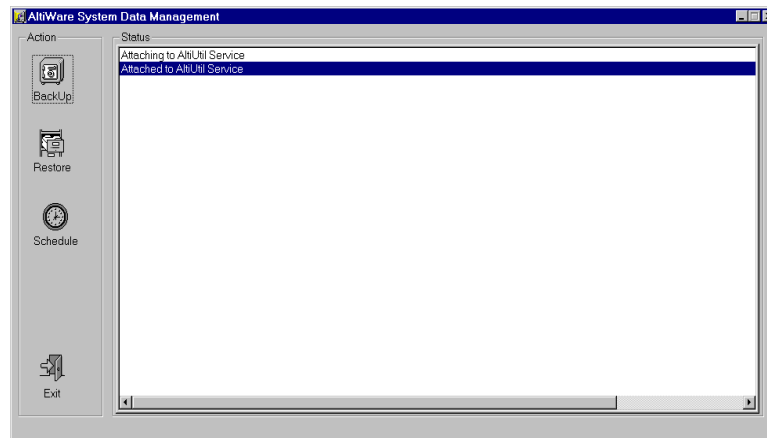 AltiWare System Data Management
Action
Status
Attaching to AltiUtil Service
Attached to AltiUtil Service
BackUp
Restore
Schedule
Exit